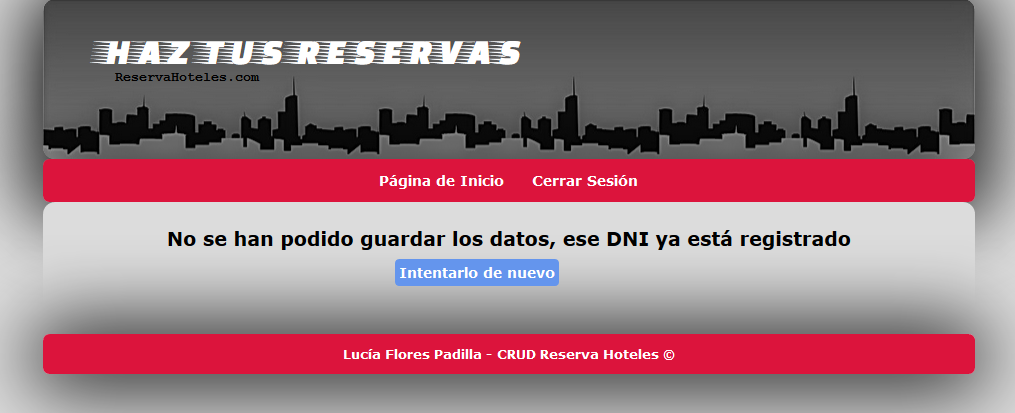 HAZ TUS RESERVAS
ReservaHoteles.com
Página de Inicio Cerrar Sesión
No se han podido guardar los datos, ese DNI ya está registrado
Intentarlo de nuevo
Lucía Flores Padilla - CRUD Reserva Hoteles ©